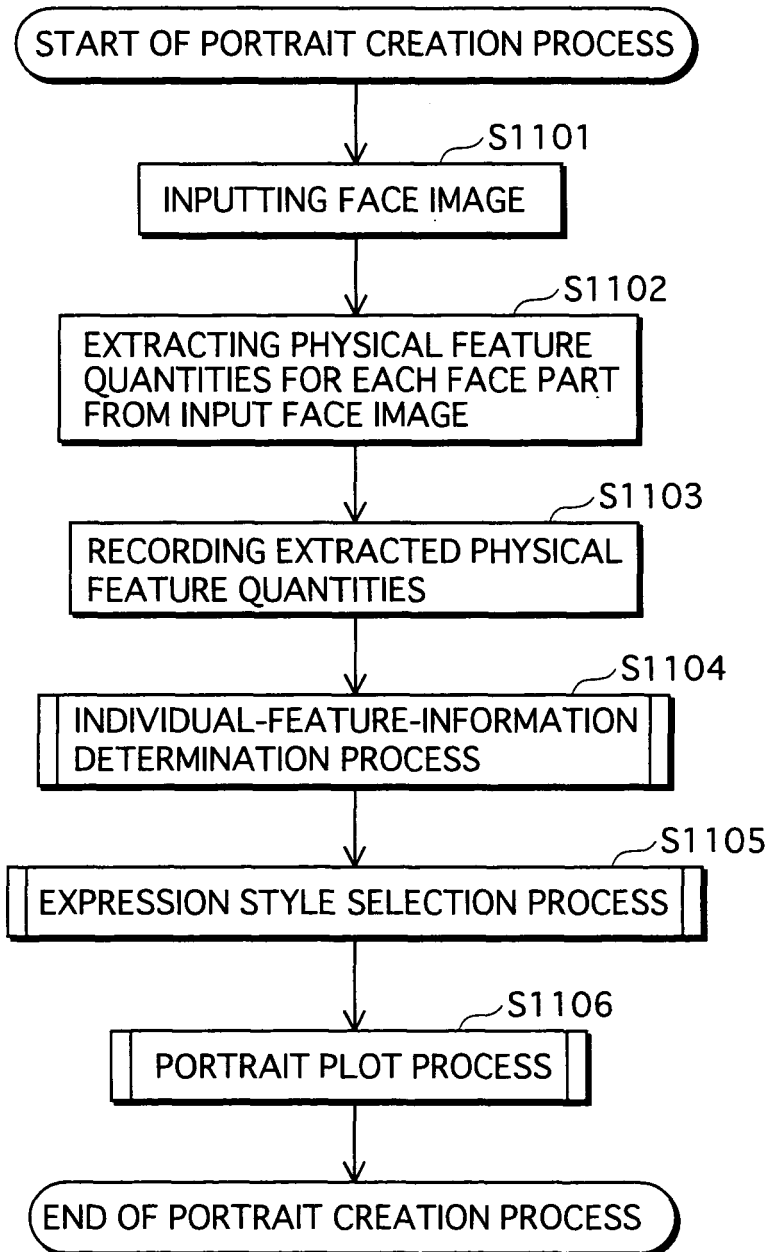 START OF PORTRAIT CREATION PROCESS
S1101
INPUTTING FACE IMAGE
S1102
EXTRACTING PHYSICAL FEATURE
QUANTITIES FOR EACH FACE PART
FROM INPUT FACE IMAGE
S1103
RECORDING EXTRACTED PHYSICAL
FEATURE QUANTITIES
S1104
INDIVIDUAL-FEATURE-INFORMATION
DETERMINATION PROCESS
S1105
EXPRESSION STYLE SELECTION PROCESS
S1106
PORTRAIT PLOT PROCESS
END OF PORTRAIT CREATION PROCESS